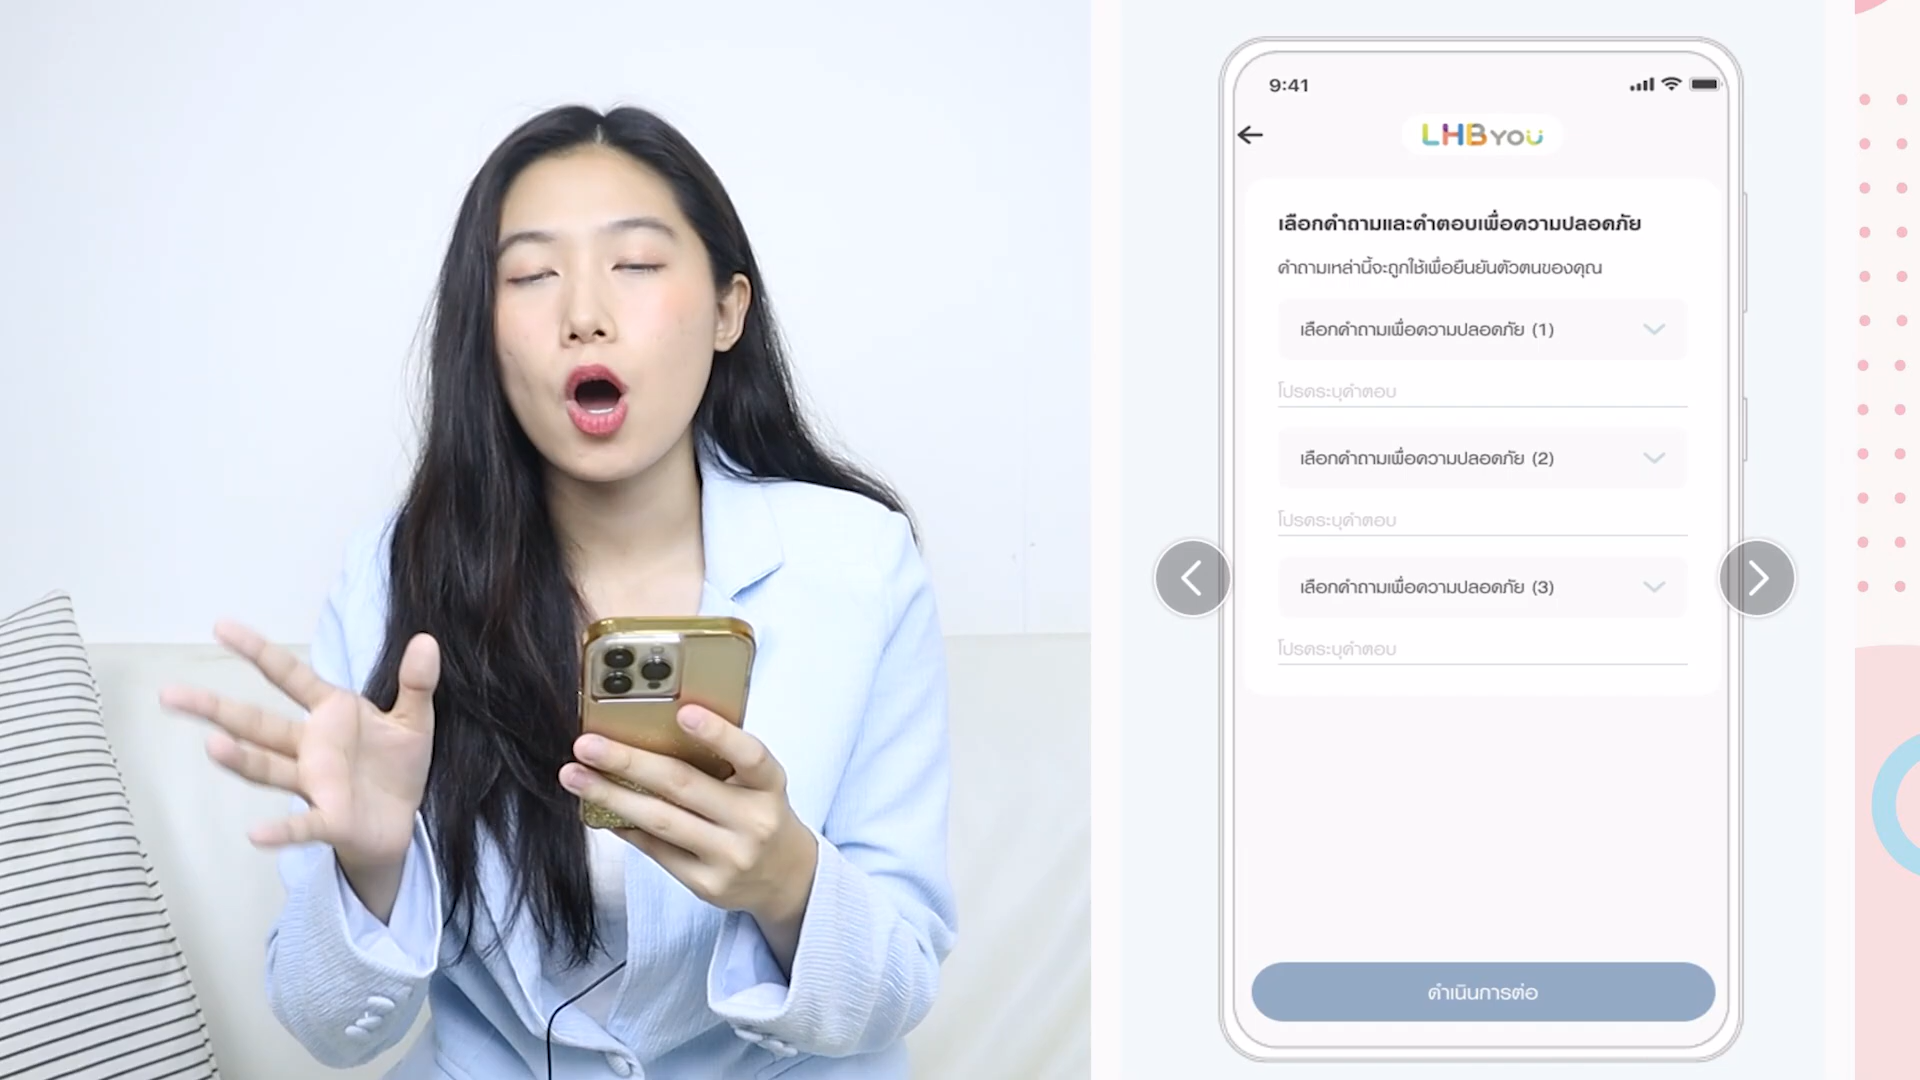 9:41
LHBYOU
เลือกคำถามและคำตอบเพื่อความปลอดภัย
คำถามเหล่านี้จะถูกใช้เพื่อยืนยันตัวตนของคุณ
เลือกคำถามเพื่อความปลอดภัย (1)
โปรดระบุคำตอบ
เลือกคำถามเพื่อความปลอดภัย (2)
โปรดระบุคำตอบ
เลือกคำถามเพื่อความปลอดภัย (3)
โปรดระบุคำตอบ
ดำเนินการต่อ